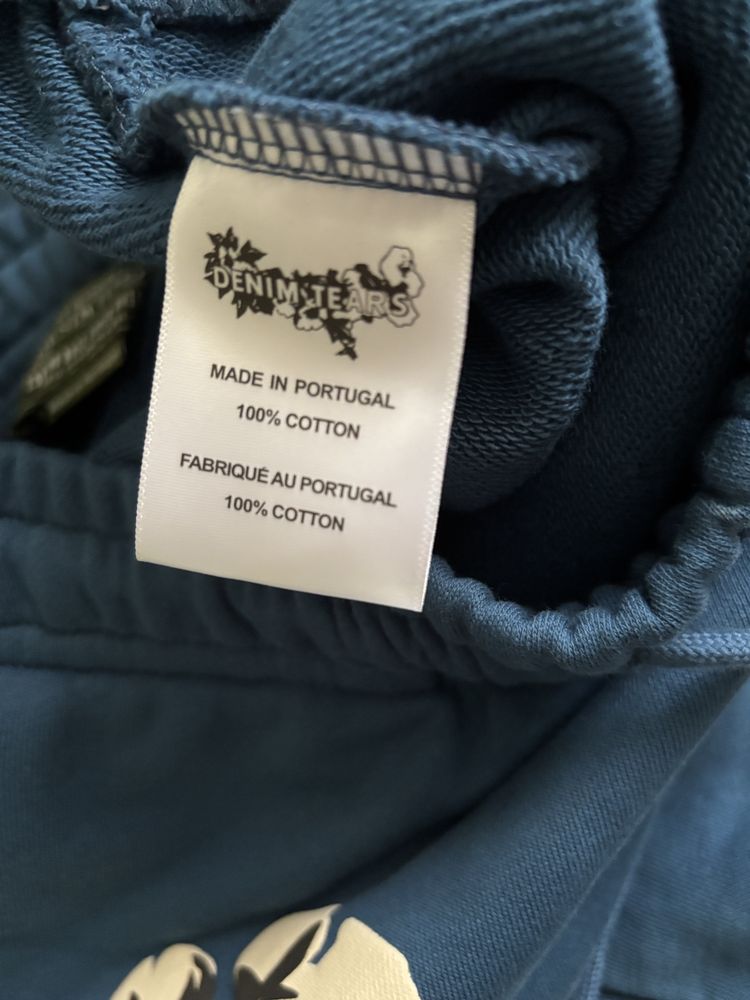 DENIM TEARS
MADE IN PORTUGAL
100% COTTON
FABRIQUÉ AU PORTUGAL
100% COTTON